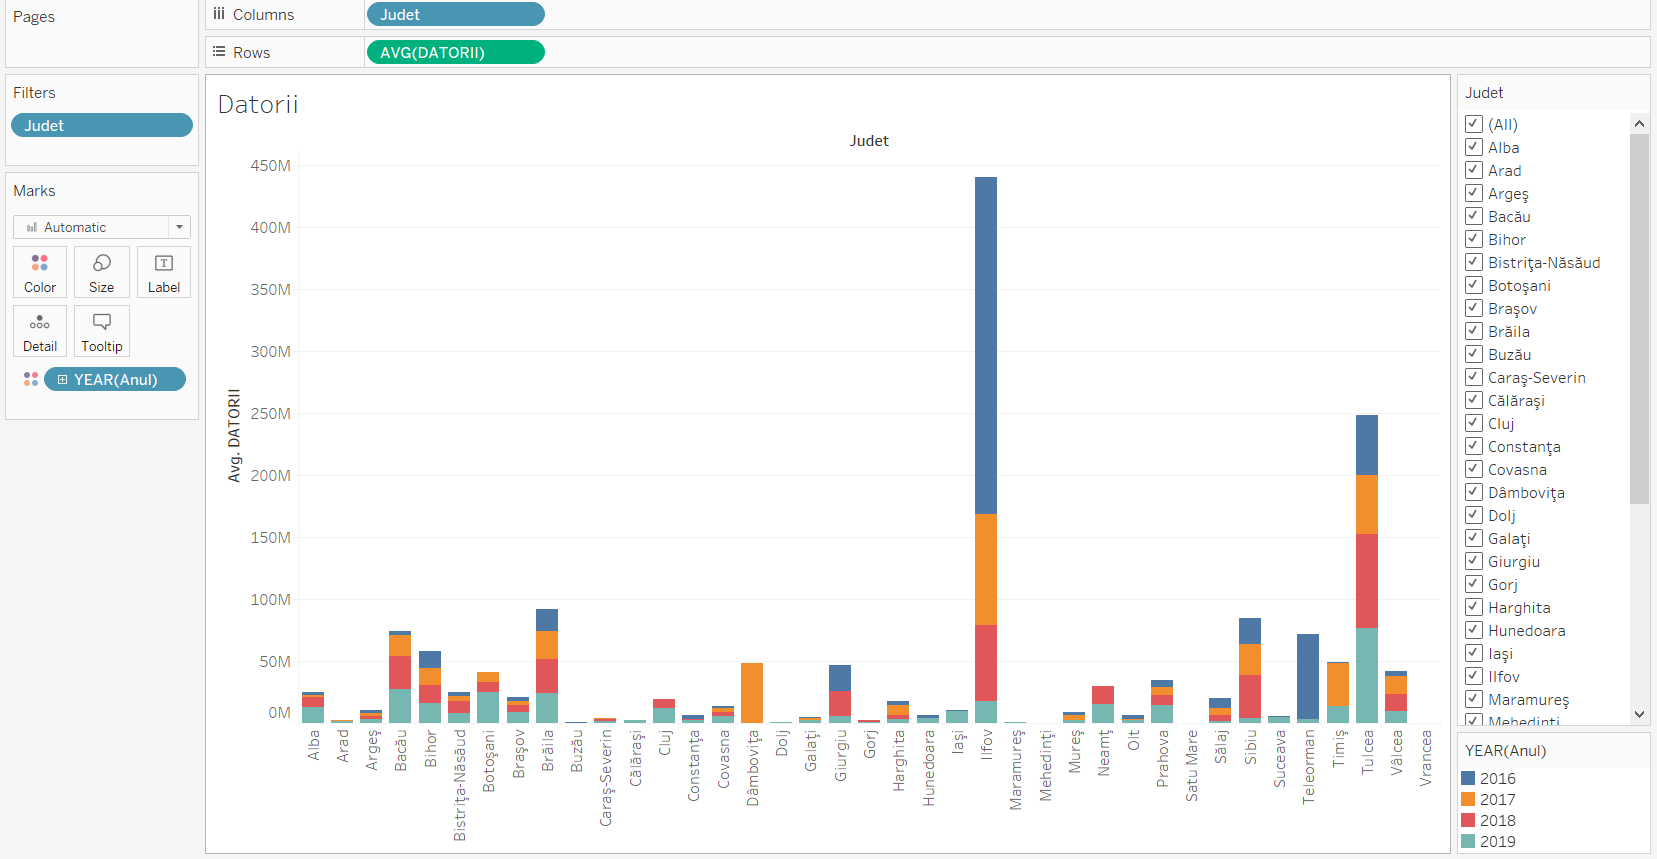 Pages
Columns
Judet
Rows
AVG(DATORII)
Filters
Judet
Marks
Automatic
Color
Size
Label
Detail
Tooltip
YEAR(Anul)
Datorii
Judet
Avg. DATORII
450M
400M
350M
300M
250M
200M
150M
100M
50M
0M
Alba
Arad
Argeş
Bacău
Bihor
Bistriţa-Năsăud
Botoşani
Braşov
Brăila
Buzău
Caraş-Severin
Călăraşi
Cluj
Constanţa
Covasna
Dâmboviţa
Dolj
Galaţi
Giurgiu
Gorj
Harghita
Hunedoara
Iaşi
Ilfov
Maramureş
Mehedinţi
Mureş
Neamţ
Olt
Prahova
Satu Mare
Sălaj
Sibiu
Suceava
Teleorman
Timiş
Tulcea
Vâlcea
Vrancea
Judet
(All)
Alba
Arad
Argeş
Bacău
Bihor
Bistriţa-Năsăud
Botoşani
Braşov
Brăila
Buzău
Caraş-Severin
Călăraşi
Cluj
Constanţa
Covasna
Dâmboviţa
Dolj
Galaţi
Giurgiu
Gorj
Harghita
Hunedoara
Iaşi
Ilfov
Maramureş
Mehedinţi
YEAR(Anul)
2016
2017
2018
2019